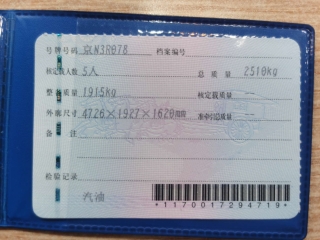 号牌号码 京N3R078 档案编号
核定载人数 5人 总质量 2510kg
整备质量 1915kg 核定载质量 --
外廓尺寸 4726×1927×1620mm 准牵引总质量 --
备注
检验记录
汽油
*1170017294719*